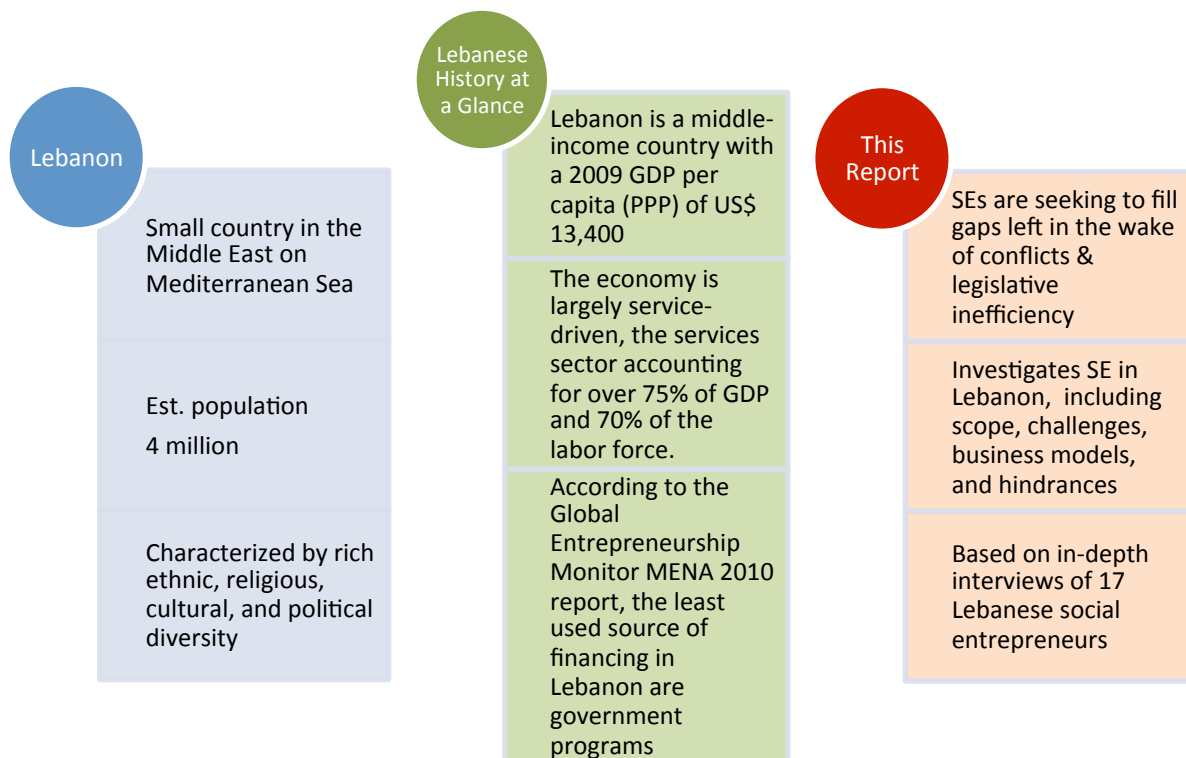 Lebanon
Small country in the
Middle East on
Mediterranean Sea
Est. population
4 million
Characterized by rich
ethnic, religious,
cultural, and political
diversity
Lebanese
History at
a Glance
Lebanon is a middle-
income country with
a 2009 GDP per
capita (PPP) of US$
13,400
The economy is
largely service-
driven, the services
sector accounting
for over 75% of GDP
and 70% of the
labor force.
According to the
Global
Entrepreneurship
Monitor MENA 2010
report, the least
used source of
financing in
Lebanon are
government
programs
This
Report
SEs are seeking to fill
gaps left in the wake
of conflicts &
legislative
inefficiency
Investigates SE in
Lebanon, including
scope, challenges,
business models,
and hindrances
Based on in-depth
interviews of 17
Lebanese social
entrepreneurs